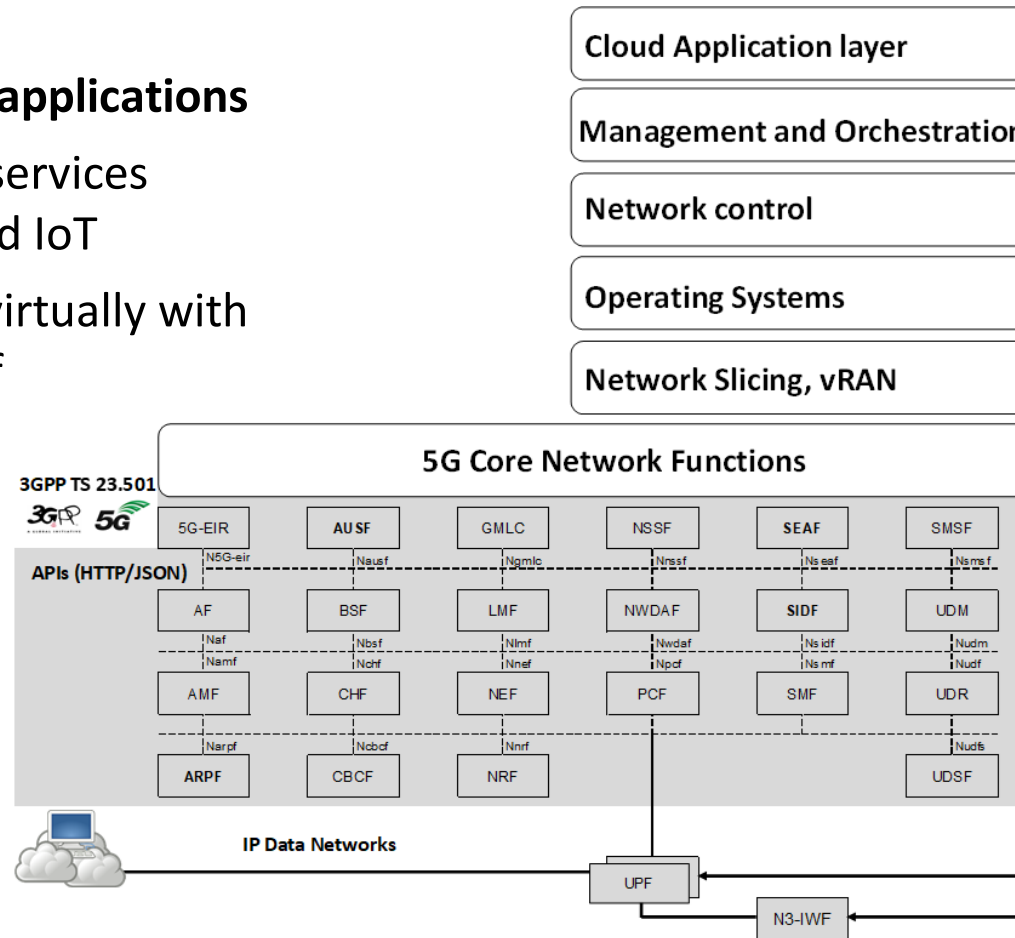 applications
services
d IoT
virtually with
Cloud Application layer
Management and Orchestration
Network control
Operating Systems
Network Slicing, vRAN
5G Core Network Functions
3GPP TS 23.501
3GPP 5G
A GLOBAL INITIATIVE
APIs (HTTP/JSON)
5G-EIR AUSF GMLC NSSF SEAF SMSF
N5G-eir Nausf Ngmlc Nnssf Nseaf Nsmsf
AF BSF LMF NWDAF SIDF UDM
Naf Nbsf Nlmf Nwdaf Nsidf Nudm
Namf Nchf Nnef Npcf Nsmf Nudf
AMF CHF NEF PCF SMF UDR
Narpf Ncbcf Nnrf Nudfs
ARPF CBCF NRF UDSF
IP Data Networks
UPF
N3-IWF